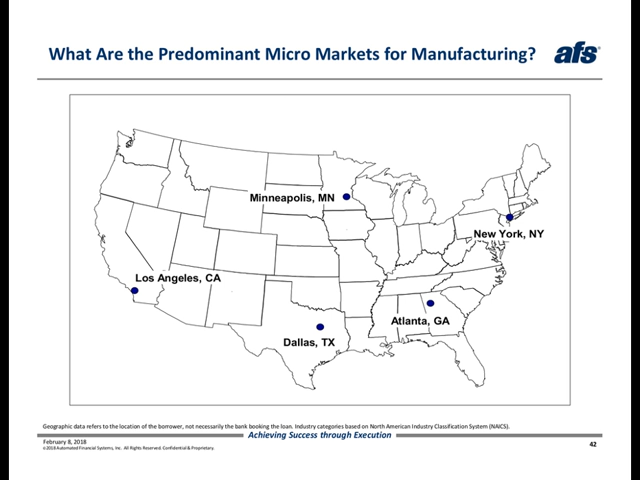 What Are the Predominant Micro Markets for Manufacturing?
afs®
Minneapolis, MN
New York, NY
Los Angeles, CA
Atlanta, GA
Dallas, TX
Geographic data refers to the location of the borrower, not necessarily the bank booking the loan. Industry categories based on North American Industry Classification System (NAICS).
Achieving Success through Execution
February 8, 2018
©2018 Automated Financial Systems, Inc. All Rights Reserved. Confidential & Proprietary.
42